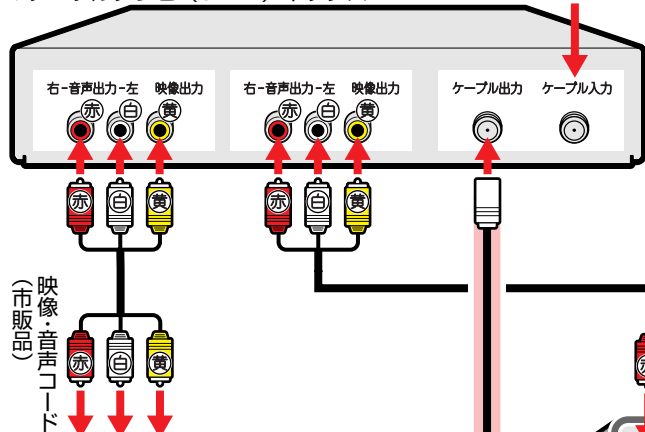 右-音声出力-左 映像出力
赤 白 黄
右-音声出力-左 映像出力
赤 白 黄
ケーブル出力 ケーブル入力
赤 白 黄
赤 白 黄
映像・音声コード
（市販品）
赤 白 黄